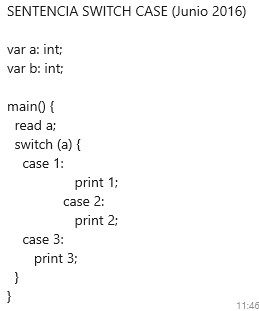 SENTENCIA SWITCH CASE (Junio 2016)
var a: int;
var b: int;
main() {
read a;
switch (a) {
case 1:
print 1;
case 2:
print 2;
case 3:
print 3;
}
}
11:46